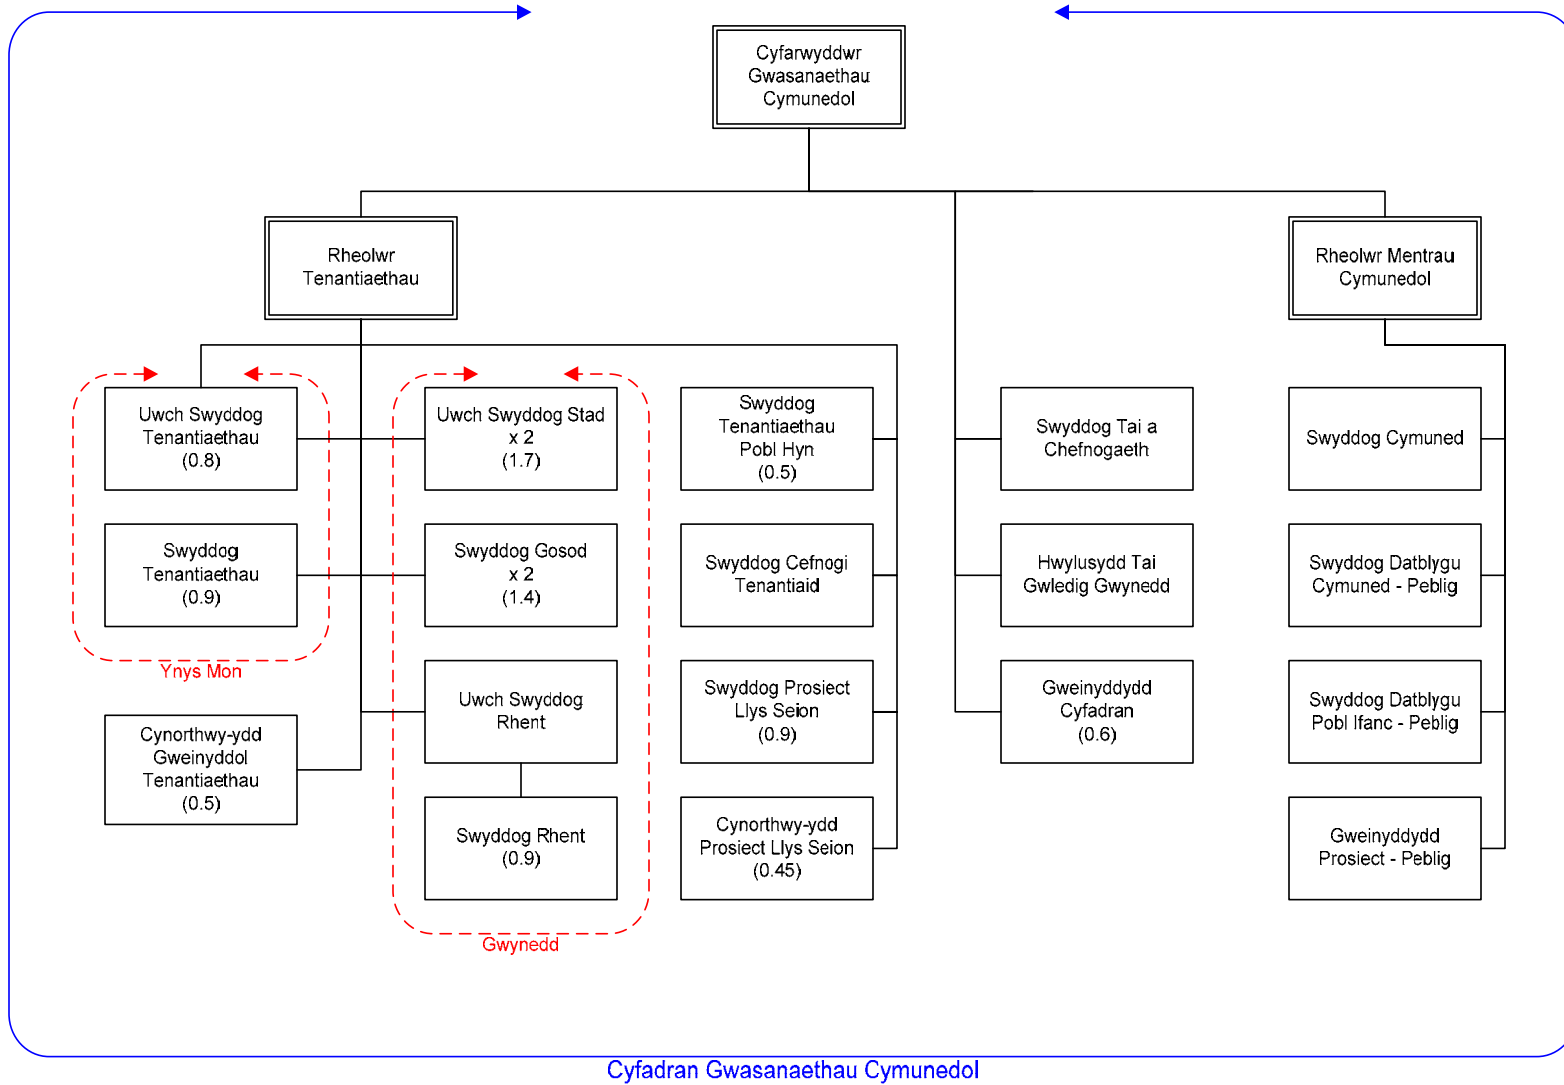 Cyfarwyddwr
Gwasanaethau
Cymunedol
Rheolwr
Tenantiaethau
Rheolwr Mentrau
Cymunedol
Uwch Swyddog
Tenantiaethau
(0.8)
Swyddog
Tenantiaethau
(0.9)
Ynys Mon
Cynorthwy-ydd
Gweinyddol
Tenantiaethau
(0.5)
Uwch Swyddog Stad
x 2
(1.7)
Swyddog Gosod
x 2
(1.4)
Uwch Swyddog
Rhent
Swyddog Rhent
(0.9)
Gwynedd
Swyddog
Tenantiaethau
Pobl Hyn
(0.5)
Swyddog Cefnogi
Tenantiaid
Swyddog Prosiect
Llys Seion
(0.9)
Cynorthwy-ydd
Prosiect Llys Seion
(0.45)
Swyddog Tai a
Chefnogaeth
Hwylusydd Tai
Gwledig Gwynedd
Gweinyddydd
Cyfadran
(0.6)
Swyddog Cymuned
Swyddog Datblygu
Cymuned - Peblig
Swyddog Datblygu
Pobl Ifanc - Peblig
Gweinyddydd
Prosiect - Peblig
Cyfadran Gwasanaethau Cymunedol